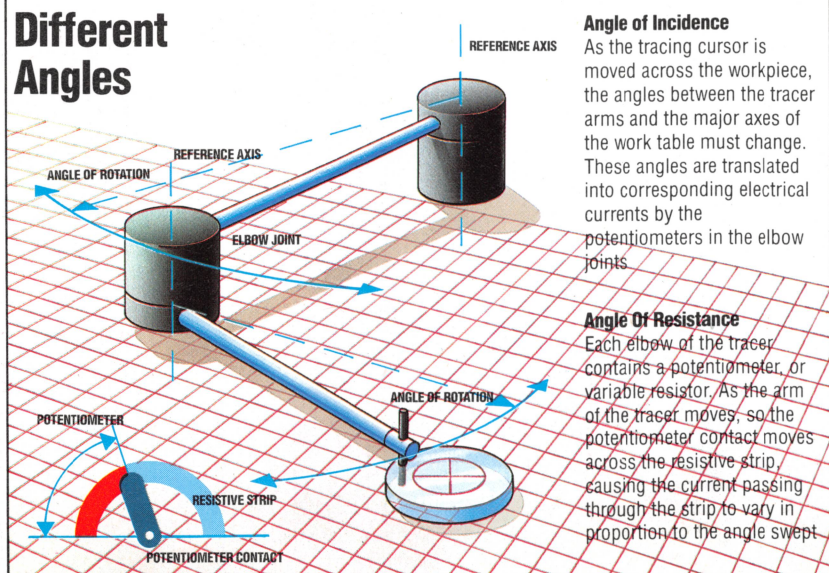 Different
Angles
REFERENCE AXIS
REFERENCE AXIS
ANGLE OF ROTATION
ELBOW JOINT
ANGLE OF ROTATION
POTENTIOMETER
RESISTIVE STRIP
POTENTIOMETER CONTACT
Angle of Incidence
As the tracing cursor is
moved across the workpiece,
the angles between the tracer
arms and the major axes of
the work table must change.
These angles are translated
into corresponding electrical
currents by the
potentiometers in the elbow
joints
Angle Of Resistance
Each elbow of the tracer
contains a potentiometer, or
variable resistor. As the arm
of the tracer moves, so the
potentiometer contact moves
across the resistive strip,
causing the current passing
through the strip to vary in
proportion to the angle swept